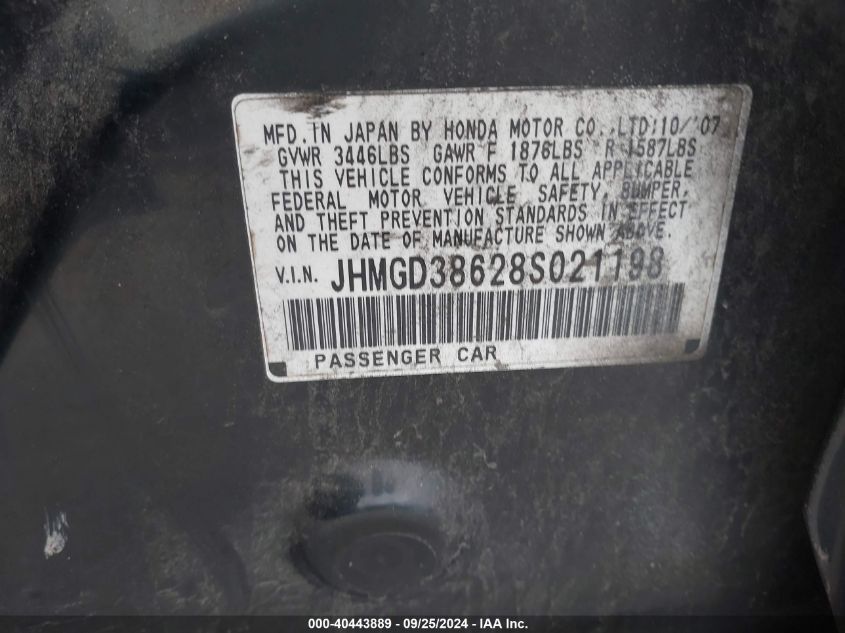 MFD. IN JAPAN BY HONDA MOTOR CO.,LTD:10/'07
GVWR 3446LBS GAWR F 1876LBS R 1587LBS
THIS VEHICLE CONFORMS TO ALL APPLICABLE
FEDERAL MOTOR VEHICLE SAFETY, BUMPER,
AND THEFT PREVENTION STANDARDS IN EFFECT
ON THE DATE OF MANUFACTURE SHOWN ABOVE.
V.I.N. JHMGD38628S021198
PASSENGER CAR
000-40443889 - 09/25/2024 - IAA Inc.